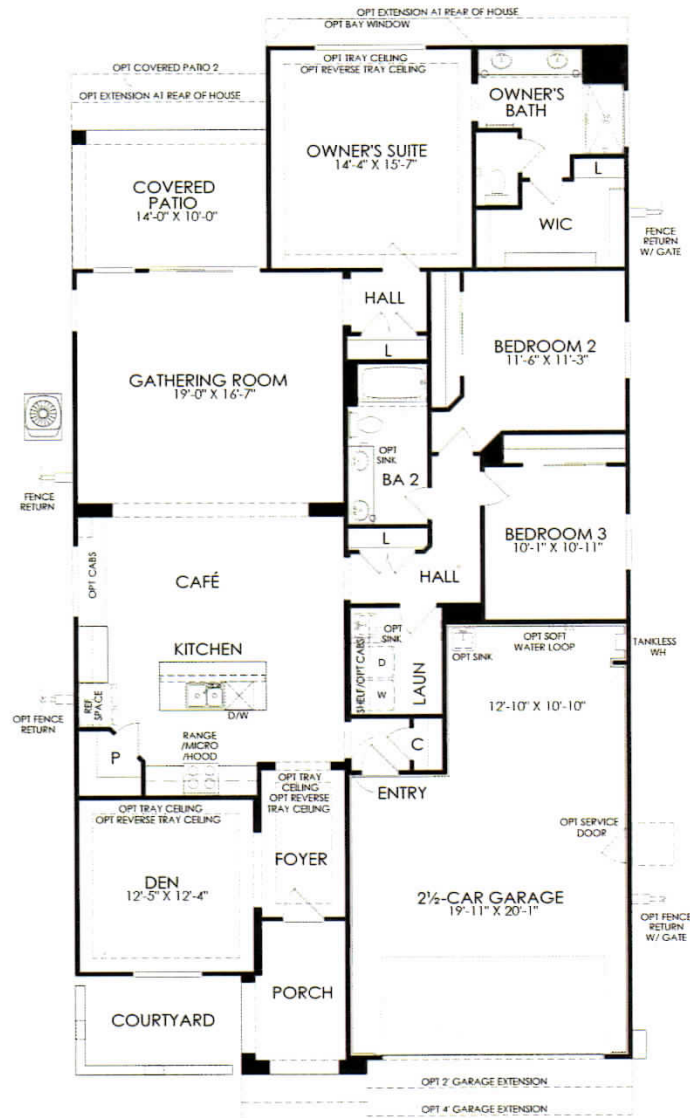 OPT EXTENSION AT REAR OF HOUSE
OPT BAY WINDOW
OPT COVERED PATIO 2
OPT TRAY CEILING
OPT REVERSE TRAY CEILING
OPT EXTENSION AT REAR OF HOUSE
OWNER'S
BATH
OWNER'S SUITE
14'-4" X 15'-7"
L
COVERED
PATIO
14'-0" X 10'-0"
WIC
FENCE
RETURN
W/ GATE
HALL
L
BEDROOM 2
11'-6" X 11'-3"
GATHERING ROOM
19'-0" X 16'-7"
OPT
SINK
BA 2
FENCE
RETURN
BEDROOM 3
10'-1" X 10'-11"
L
HALL
OPT CABS
CAFÉ
KITCHEN
OPT
SINK
D
W
SHELF/OPT CABS
LAUN
OPT SINK
OPT SOFT
WATER LOOP
TANKLESS
WH
12'-10" X 10'-10"
REF
SPACE
D/W
OPT FENCE
RETURN
P
RANGE
/MICRO
/HOOD
C
ENTRY
OPT TRAY
CEILING
OPT REVERSE
TRAY CEILING
OPT TRAY CEILING
OPT REVERSE TRAY CEILING
OPT SERVICE
DOOR
FOYER
DEN
12'-5" X 12'-4"
2½-CAR GARAGE
19'-11" X 20'-1"
OPT FENCE
RETURN
W/ GATE
PORCH
COURTYARD
OPT 2' GARAGE EXTENSION
OPT 4' GARAGE EXTENSION